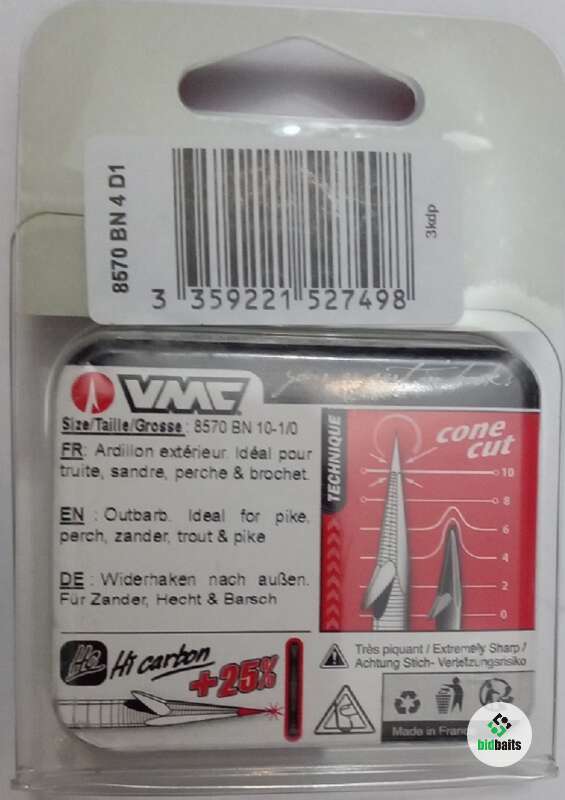 8570 BN 4 D1
3kdp
3 359221 527498
VMC
Size/Taille/Grosse : 8570 BN 10-1/0
FR: Ardillon extérieur. Idéal pour
truite, sandre, perche & brochet.
EN : Outbarb. Ideal for pike,
perch, zander, trout & pike
DE : Widerhaken nach außen.
Für Zander, Hecht & Barsch
TECHNIQUE
cone
cut
10
8
6
4
2
0
Hc
Hi carbon
+25%
Très piquant / Extremely Sharp /
Achtung Stich- Verletzungsrisiko
Made in France
bidbaits